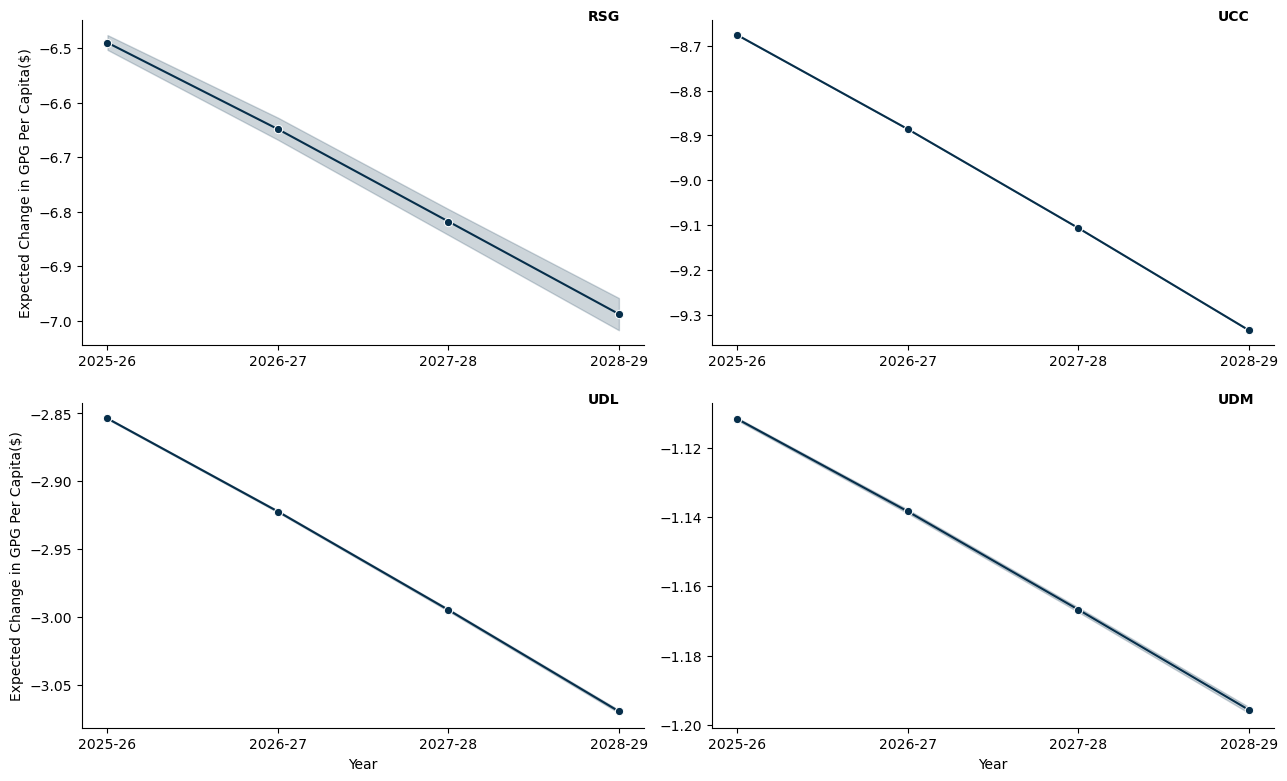 RSG
Expected Change in GPG Per Capita($)
−6.5
−6.6
−6.7
−6.8
−6.9
−7.0
2025-26 2026-27 2027-28 2028-29
UCC
−8.7
−8.8
−8.9
−9.0
−9.1
−9.2
−9.3
2025-26 2026-27 2027-28 2028-29
UDL
Expected Change in GPG Per Capita($)
−2.85
−2.90
−2.95
−3.00
−3.05
2025-26 2026-27 2027-28 2028-29
Year
UDM
−1.12
−1.14
−1.16
−1.18
−1.20
2025-26 2026-27 2027-28 2028-29
Year